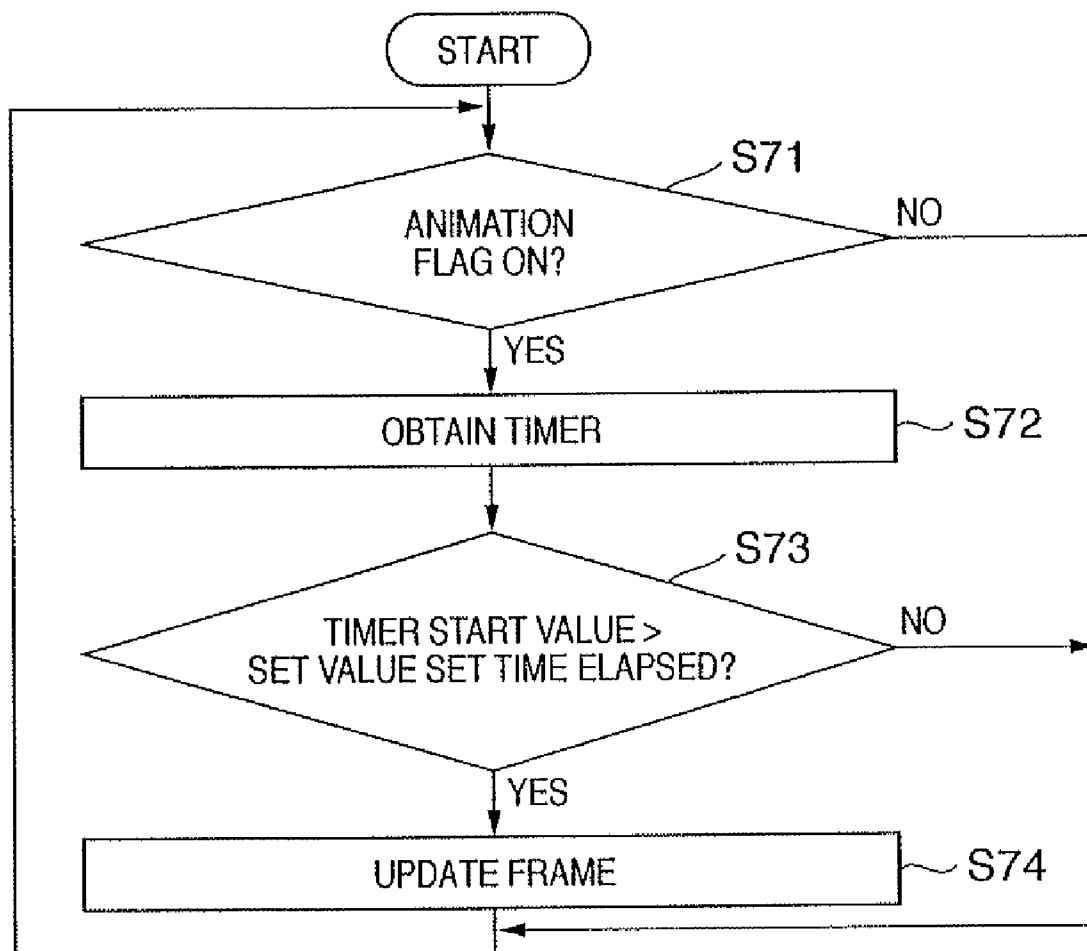 START
S71
ANIMATION
FLAG ON?
NO
YES
OBTAIN TIMER
S72
S73
TIMER START VALUE >
SET VALUE SET TIME ELAPSED?
NO
YES
UPDATE FRAME
S74